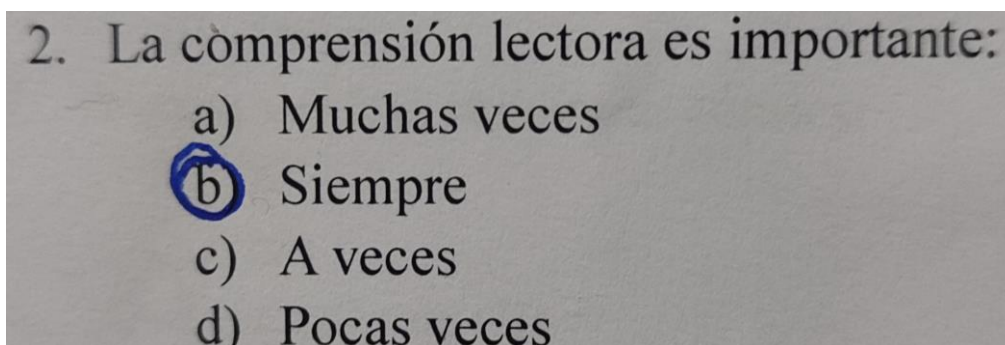 2. La comprensión lectora es importante:
a) Muchas veces
b) Siempre
c) A veces
d) Pocas veces